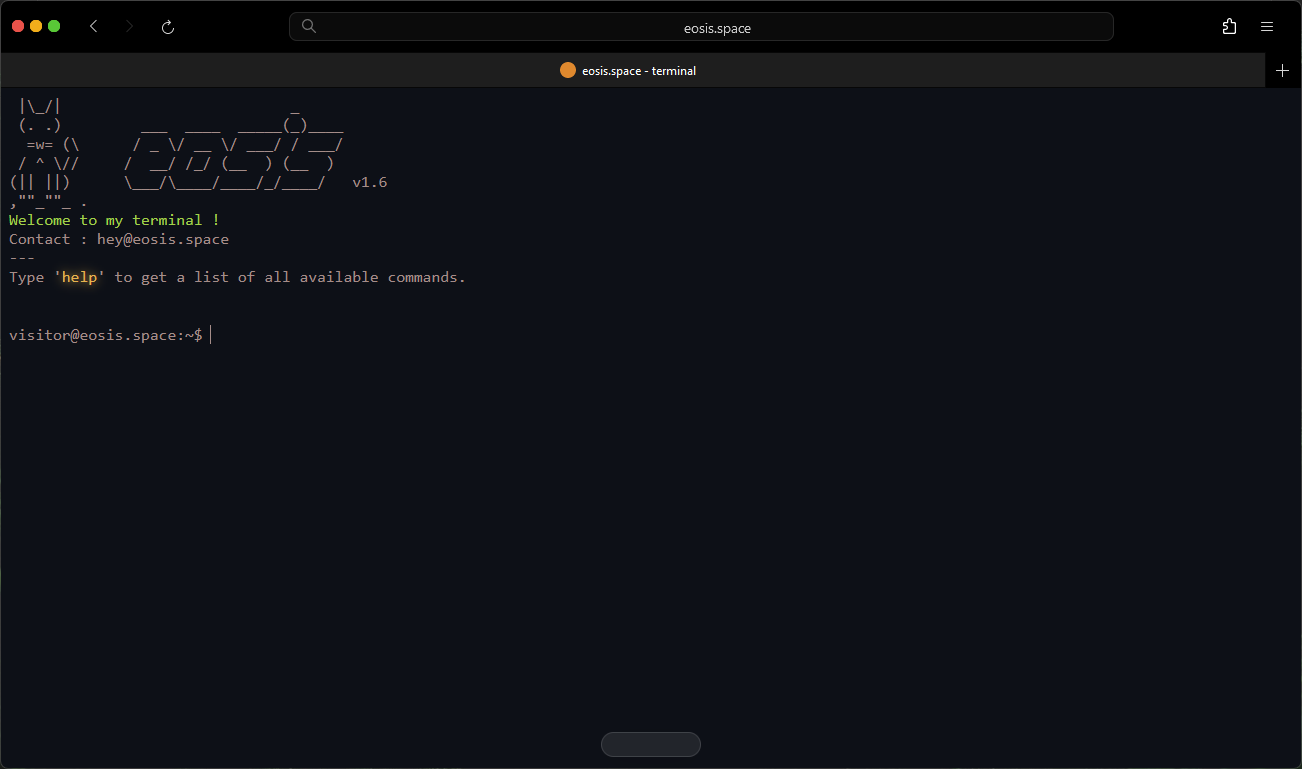 eosis.space
eosis.space - terminal
 |\_/|                          _
 (. .)         ___  ____  _____(_)____
  =w= (\      / _ \/ __ \/ ___/ / ___/
 / ^ \//     /  __/ /_/ (__  ) (__  )
(|| ||)      \___/\____/____/_/____/   v1.6
,""_""_ .
Welcome to my terminal !
Contact : hey@eosis.space
---
Type 'help' to get a list of all available commands.
visitor@eosis.space:~$